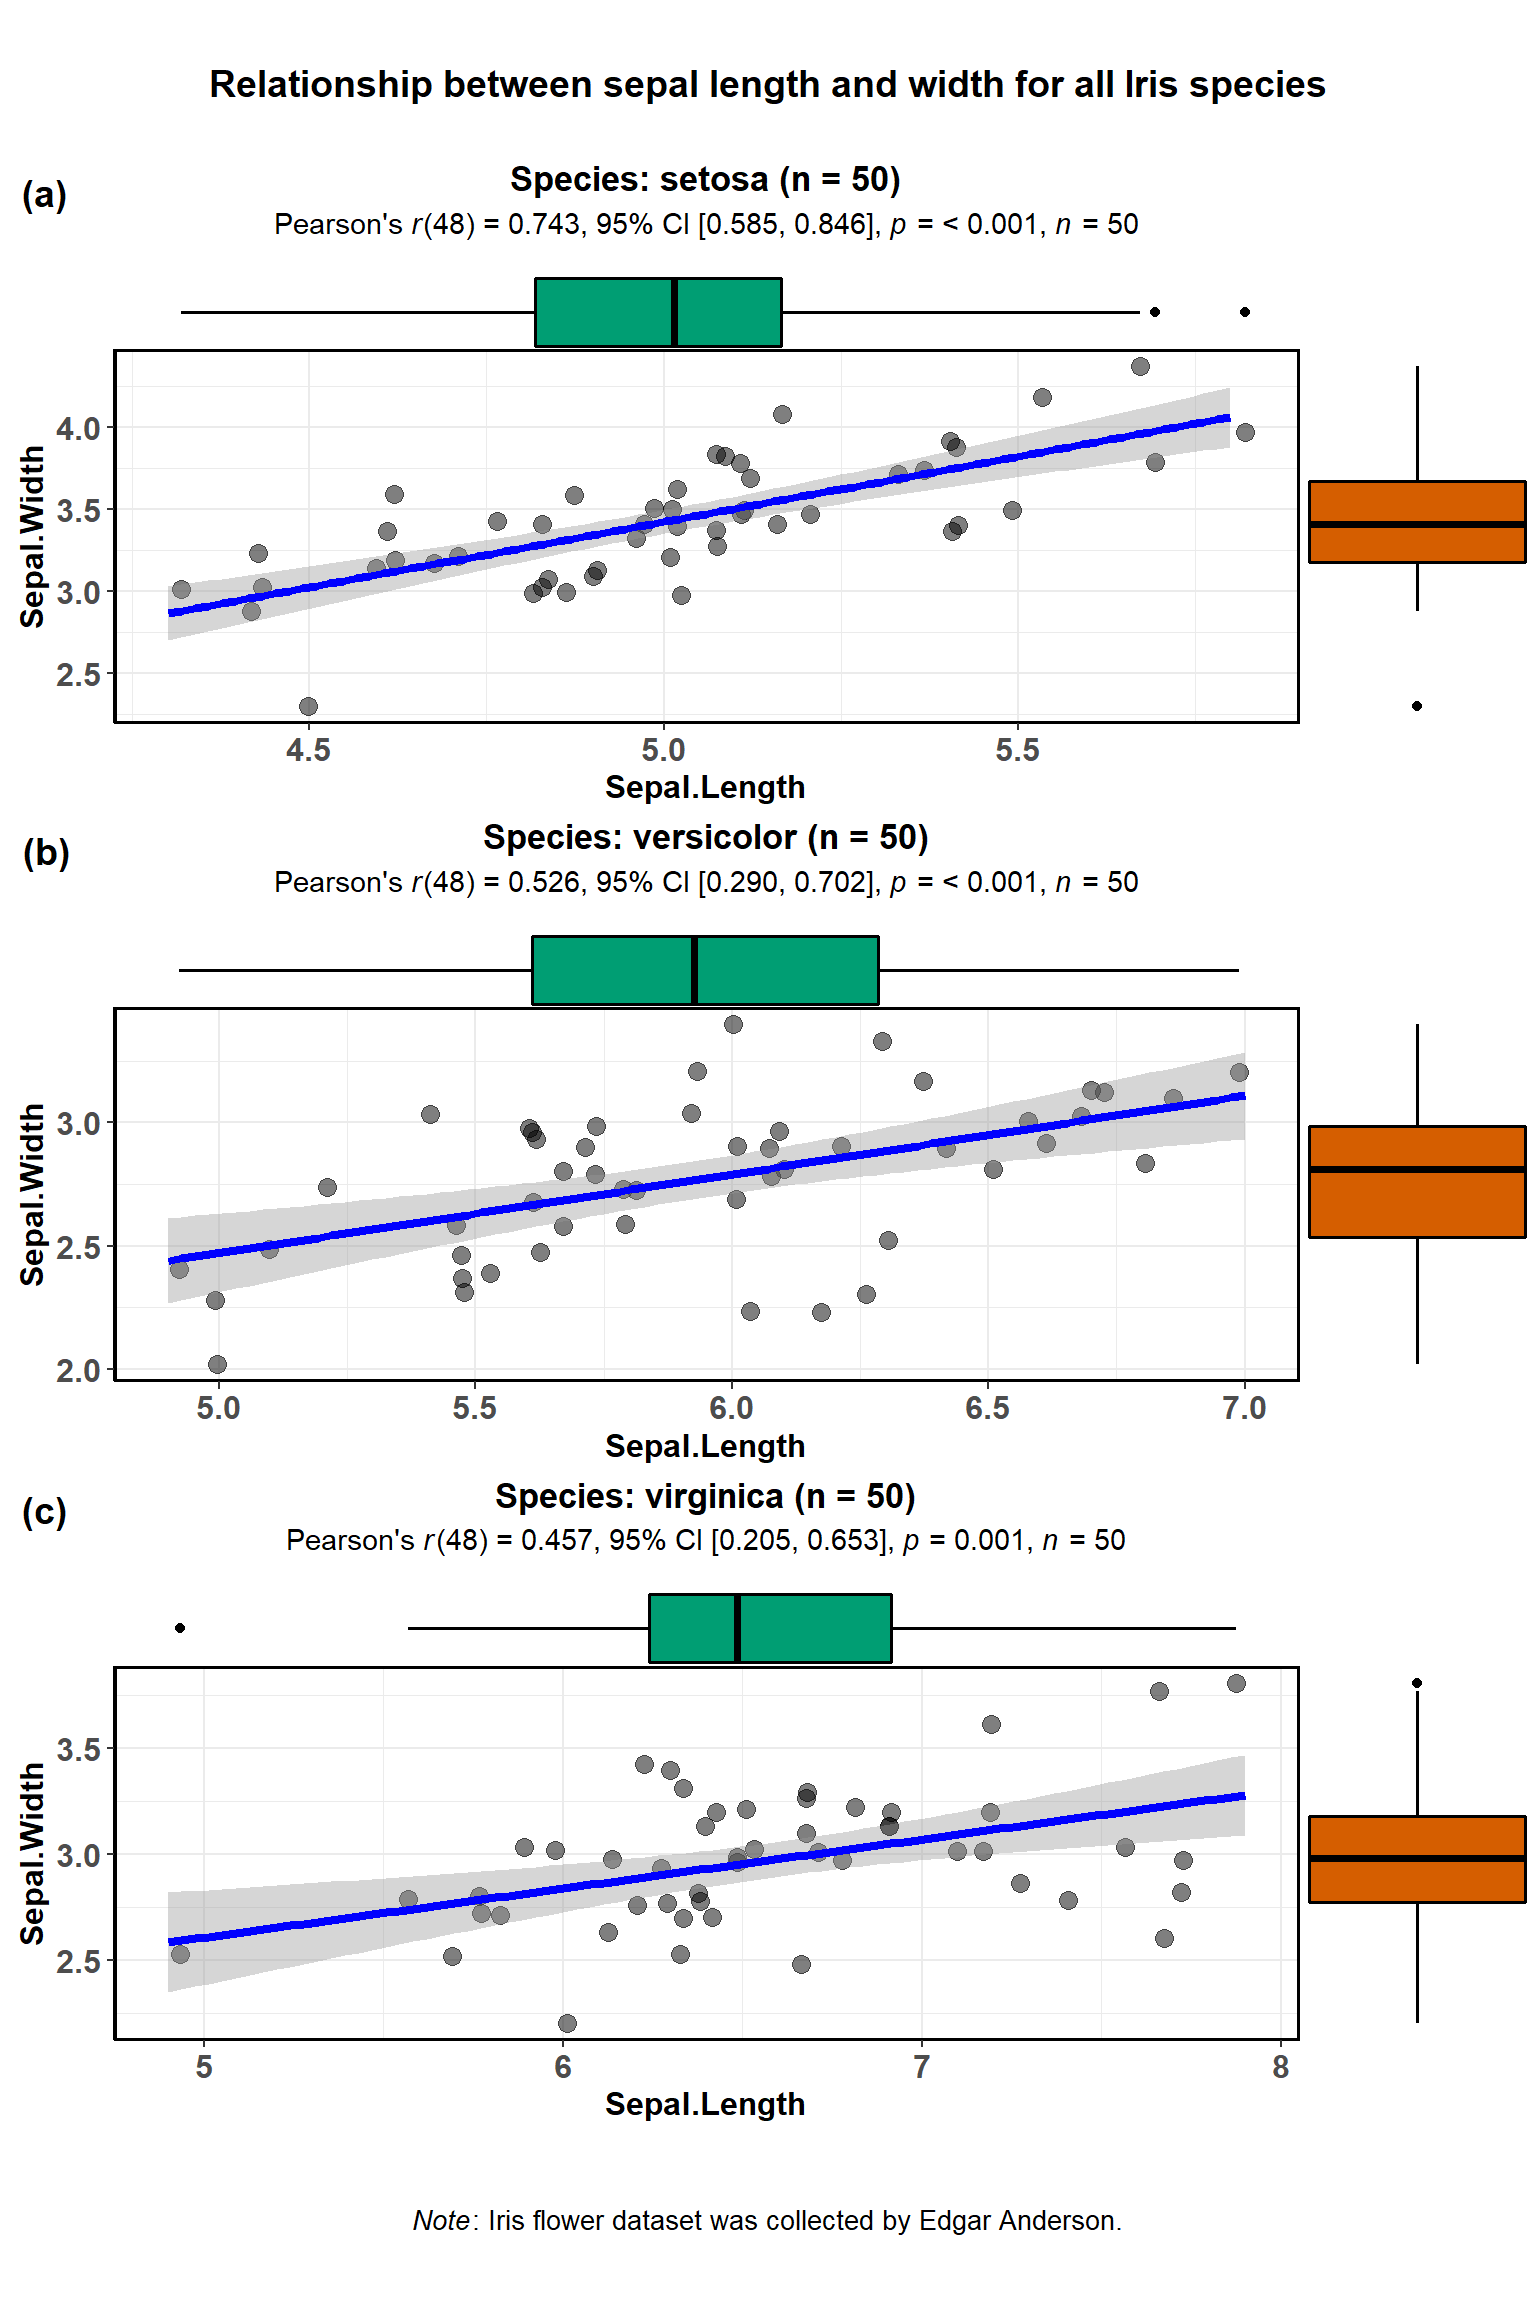 Relationship between sepal length and width for all Iris species
(a)
Species: setosa (n = 50)
Pearson's r(48) = 0.743, 95% CI [0.585, 0.846], p = < 0.001, n = 50
Sepal.Width
4.0
3.5
3.0
2.5
4.5 5.0 5.5
Sepal.Length
(b)
Species: versicolor (n = 50)
Pearson's r(48) = 0.526, 95% CI [0.290, 0.702], p = < 0.001, n = 50
Sepal.Width
3.0
2.5
2.0
5.0 5.5 6.0 6.5 7.0
Sepal.Length
(c)
Species: virginica (n = 50)
Pearson's r(48) = 0.457, 95% CI [0.205, 0.653], p = 0.001, n = 50
Sepal.Width
3.5
3.0
2.5
5 6 7 8
Sepal.Length
Note: Iris flower dataset was collected by Edgar Anderson.